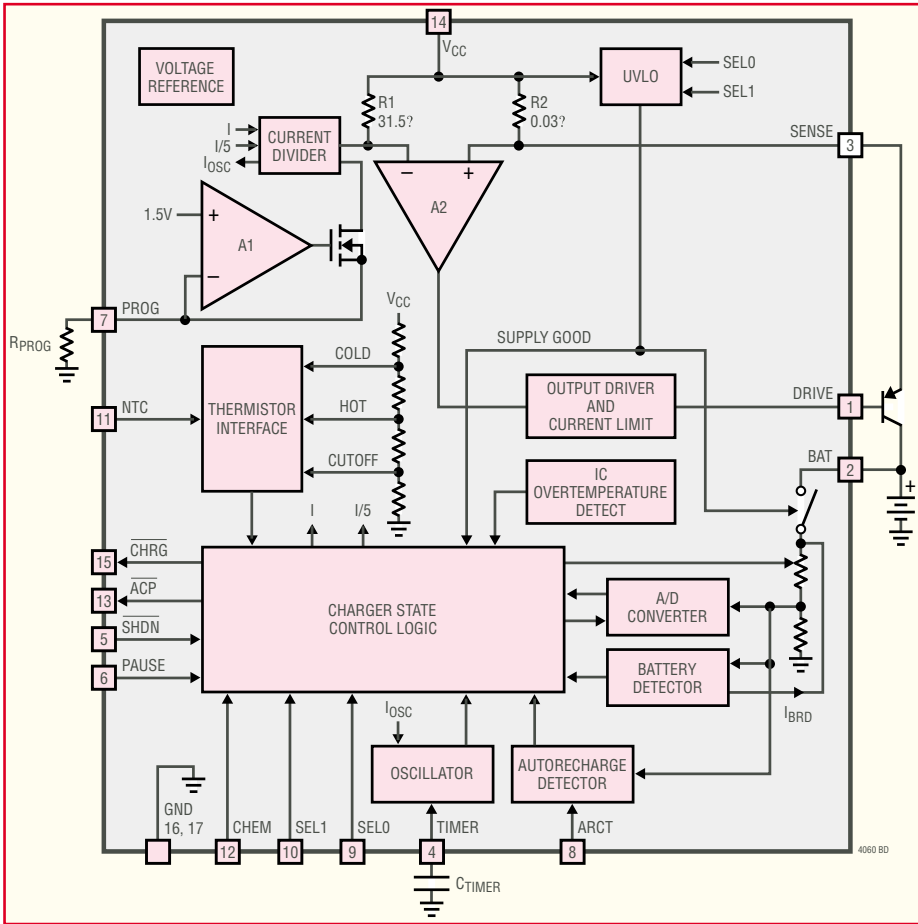 14
VCC
VOLTAGE
REFERENCE
UVLO
SEL0
SEL1
R1
31.5?
R2
0.03?
I
I/5
IOSC
CURRENT
DIVIDER
SENSE
3
–
+
A2
1.5V
+
A1
–
7
PROG
RPROG
VCC
SUPPLY GOOD
COLD
HOT
CUTOFF
THERMISTOR
INTERFACE
11
NTC
OUTPUT DRIVER
AND
CURRENT LIMIT
DRIVE
1
BAT
2
+
IC
OVERTEMPERATURE
DETECT
I
I/5
15
CHRG
13
ACP
5
SHDN
6
PAUSE
CHARGER STATE
CONTROL LOGIC
A/D
CONVERTER
BATTERY
DETECTOR
IBRD
IOSC
OSCILLATOR
AUTORECHARGE
DETECTOR
GND
16, 17
CHEM
12
SEL1
10
SEL0
9
TIMER
4
ARCT
8
CTIMER
4060 BD